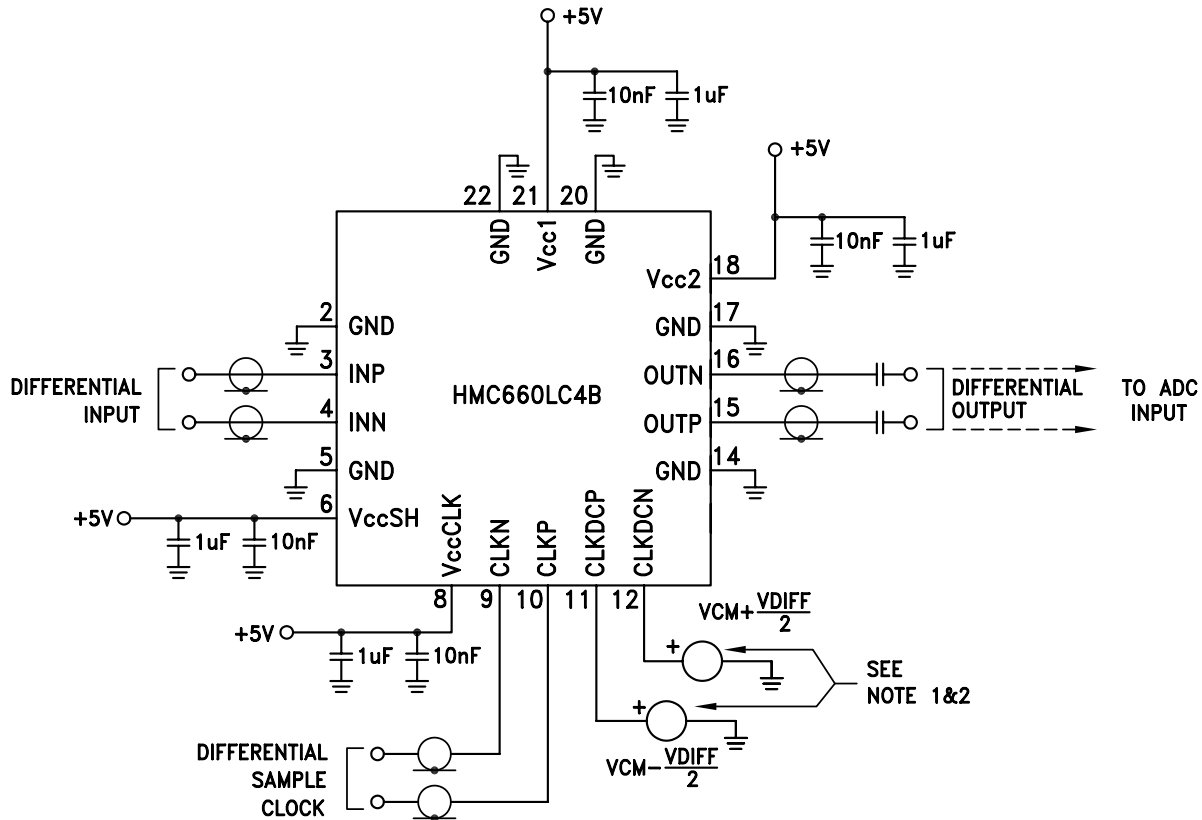 +5V
10nF
1uF
+5V
10nF
1uF
22
21
20
GND
Vcc1
GND
Vcc2
18
2
GND
GND
17
3
INP
OUTN
16
HMC660LC4B
DIFFERENTIAL
INPUT
DIFFERENTIAL
OUTPUT
TO ADC
INPUT
4
INN
OUTP
15
5
GND
GND
14
6
VccSH
+5V
1uF
10nF
VccCLK
CLKN
CLKP
CLKDCP
CLKDCN
8
9
10
11
12
+5V
1uF
10nF
VCM+VDIFF
2
+
SEE
NOTE 1&2
+
VCM-VDIFF
2
DIFFERENTIAL
SAMPLE
CLOCK